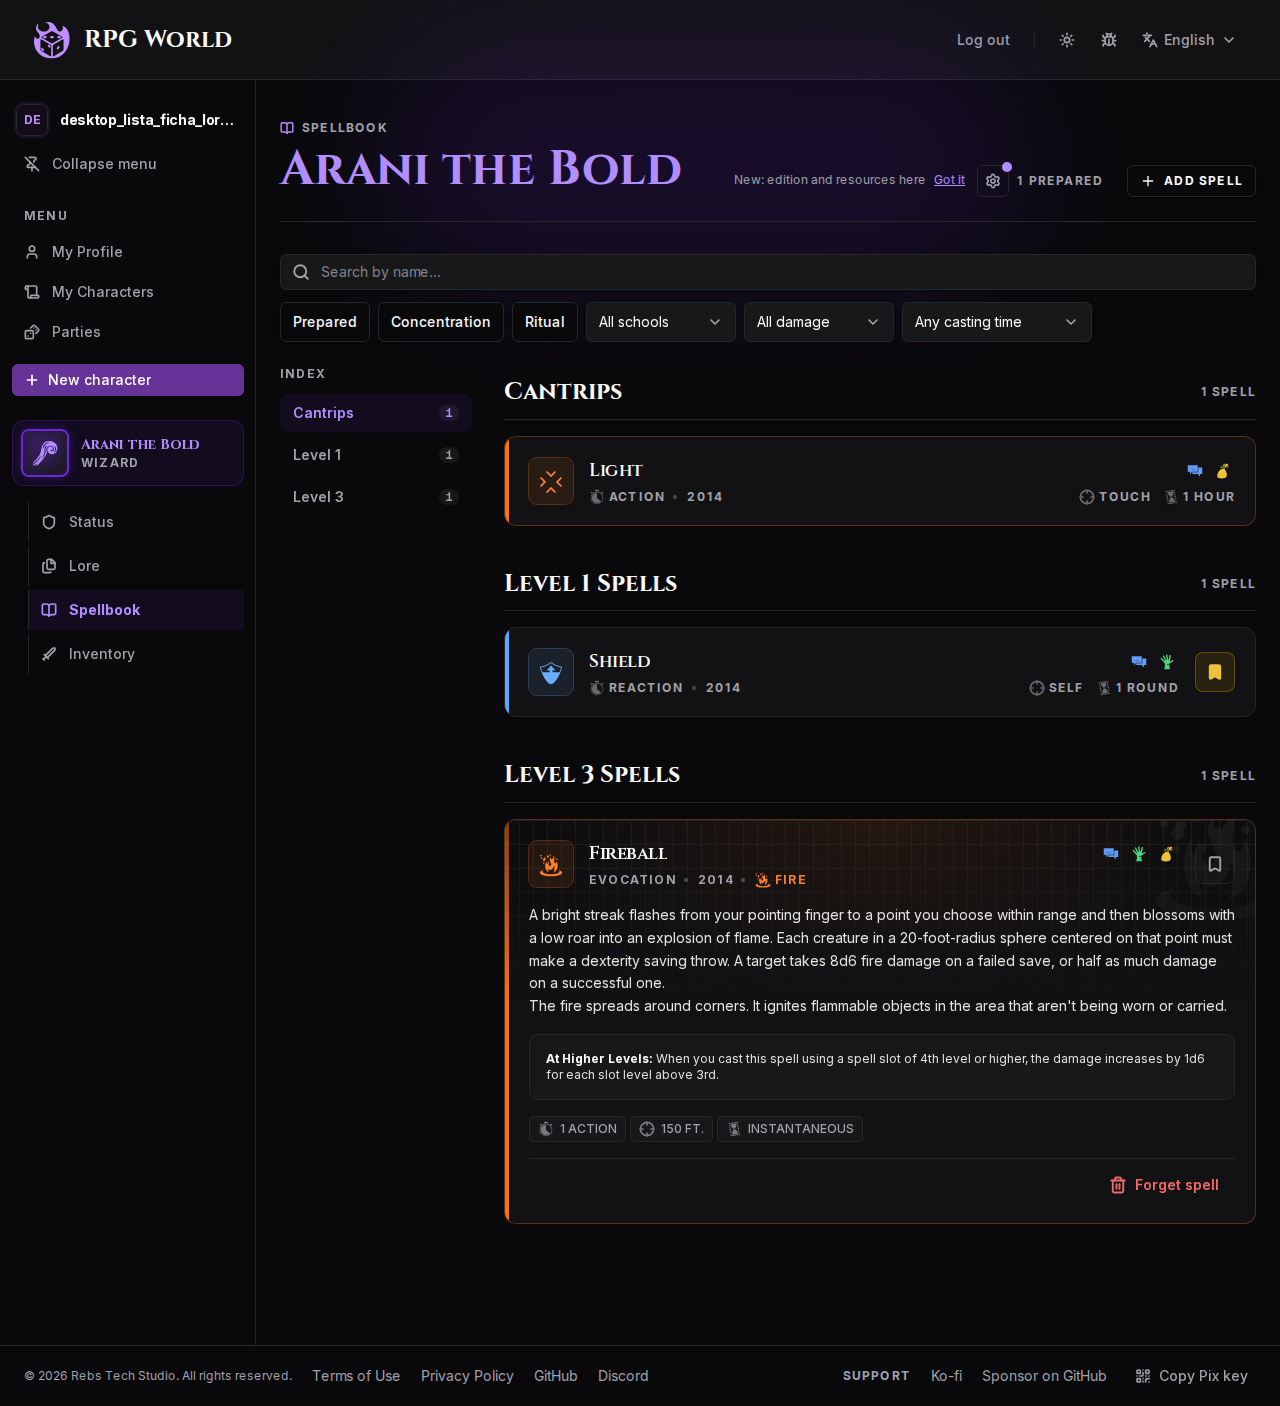 RPG World
Log out
English
DE
desktop_lista_ficha_lor...
Collapse menu
MENU
My Profile
My Characters
Parties
New character
Arani the Bold
WIZARD
Status
Lore
Spellbook
Inventory
SPELLBOOK
Arani the Bold
New: edition and resources here Got it
1 PREPARED
ADD SPELL
Search by name...
Prepared
Concentration
Ritual
All schools
All damage
Any casting time
INDEX
Cantrips 1
Level 1 1
Level 3 1
Cantrips
1 SPELL
Light
ACTION • 2014
TOUCH
1 HOUR
Level 1 Spells
1 SPELL
Shield
REACTION • 2014
SELF
1 ROUND
Level 3 Spells
1 SPELL
Fireball
EVOCATION • 2014 • FIRE
A bright streak flashes from your pointing finger to a point you choose within range and then blossoms with
a low roar into an explosion of flame. Each creature in a 20-foot-radius sphere centered on that point must
make a dexterity saving throw. A target takes 8d6 fire damage on a failed save, or half as much damage
on a successful one.
The fire spreads around corners. It ignites flammable objects in the area that aren't being worn or carried.
At Higher Levels: When you cast this spell using a spell slot of 4th level or higher, the damage increases by 1d6
for each slot level above 3rd.
1 ACTION
150 FT.
INSTANTANEOUS
Forget spell
© 2026 Rebs Tech Studio. All rights reserved.
Terms of Use
Privacy Policy
GitHub
Discord
SUPPORT
Ko-fi
Sponsor on GitHub
Copy Pix key